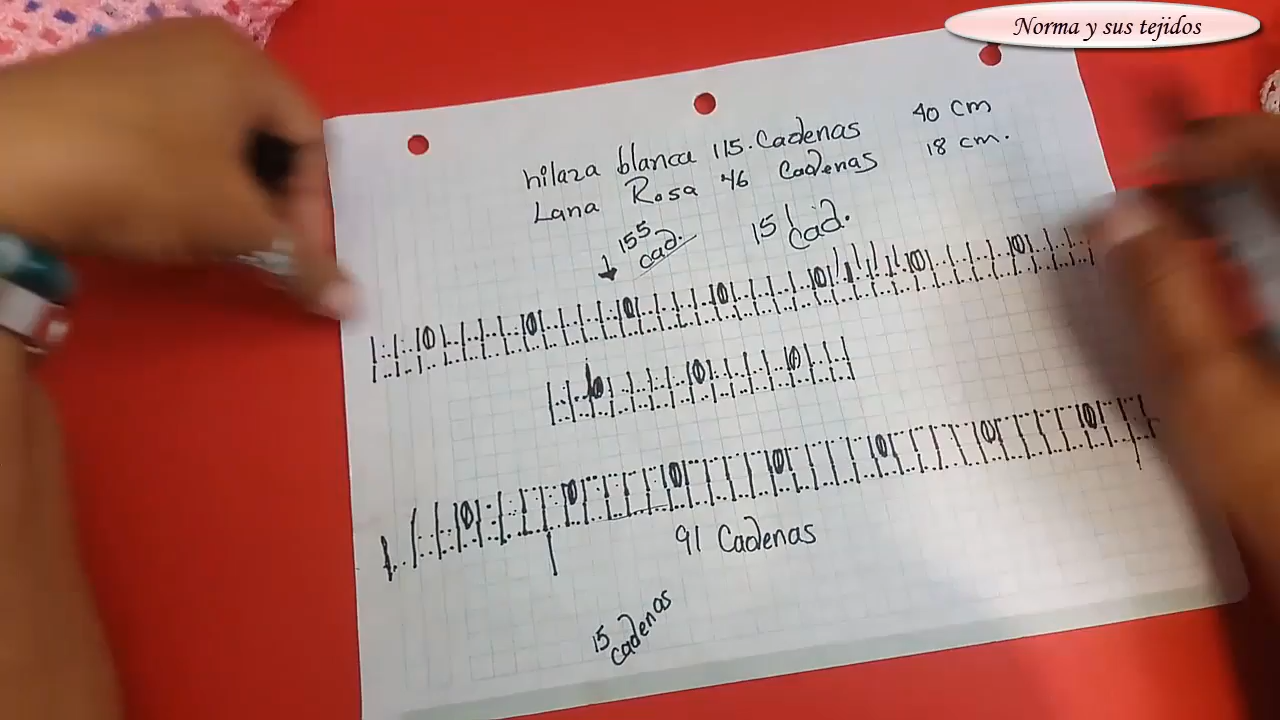 Norma y sus tejidos
hilaza blanca 115.Cadenas 40 cm
Lana Rosa 46 Cadenas 18 cm.
155
cad.
151
cad.
91 Cadenas
15
cadenas